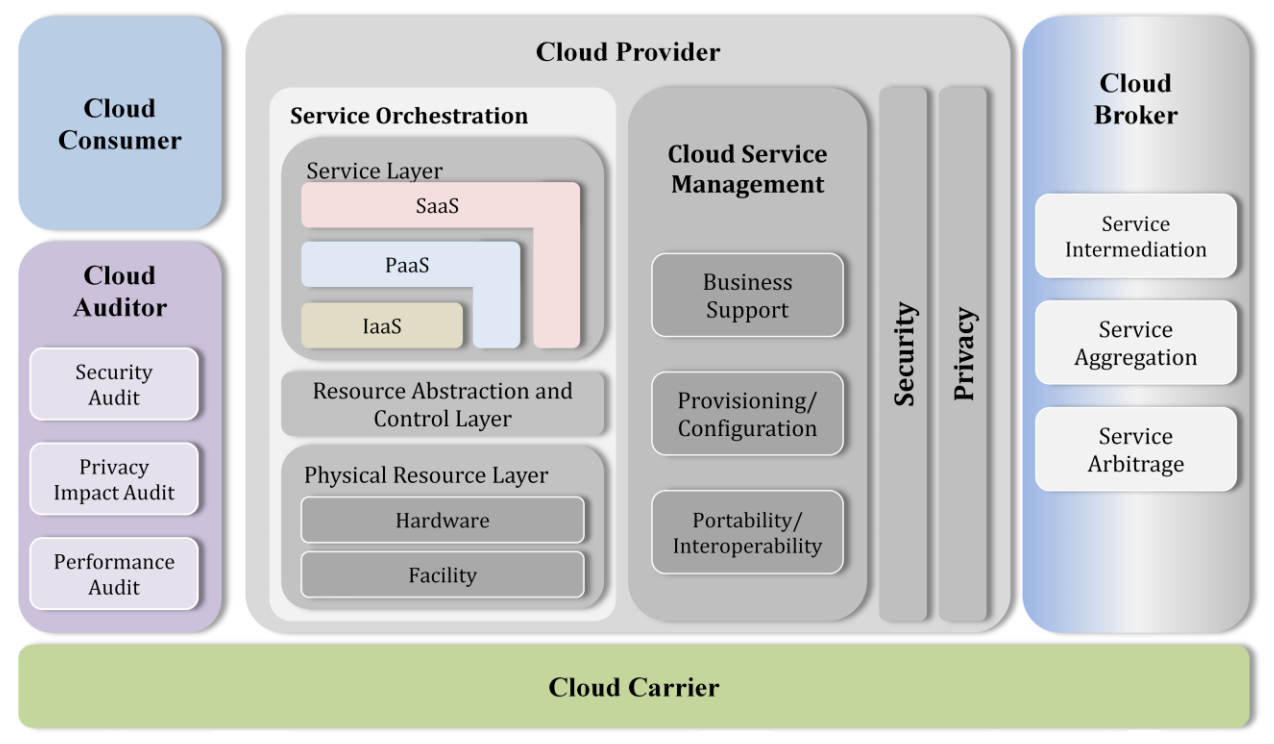 Cloud
Consumer
Cloud
Auditor
Security
Audit
Privacy
Impact Audit
Performance
Audit
Cloud Provider
Service Orchestration
Service Layer
SaaS
PaaS
IaaS
Resource Abstraction and
Control Layer
Physical Resource Layer
Hardware
Facility
Cloud Service
Management
Business
Support
Provisioning/
Configuration
Portability/
Interoperability
Security
Privacy
Cloud
Broker
Service
Intermediation
Service
Aggregation
Service
Arbitrage
Cloud Carrier